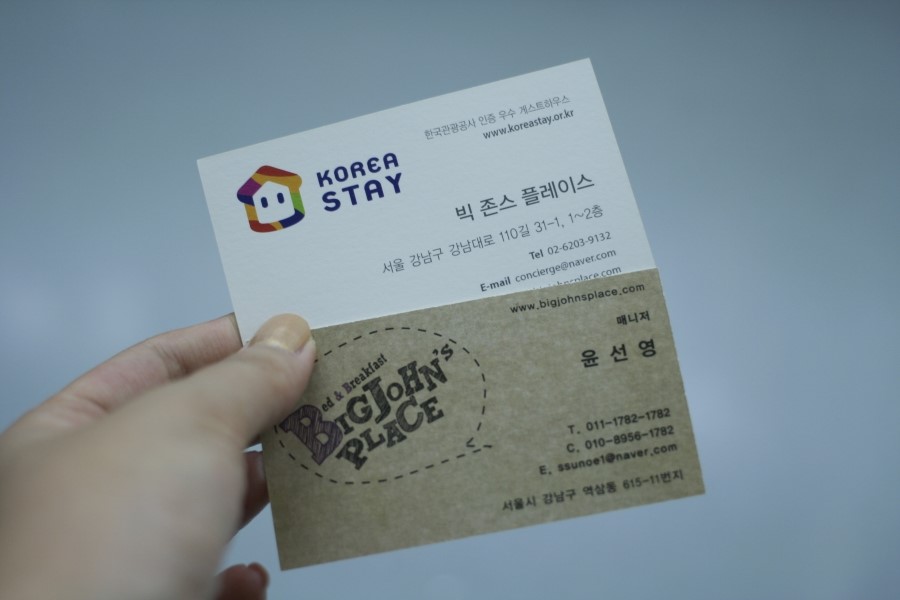 한국관광공사 인증 우수 게스트하우스
www.koreastay.or.kr
KOREA
STAY
빅 존스 플레이스
서울 강남구 강남대로 110길 31-1, 1~2층
Tel 02-6203-9132
E-mail concierge@naver.com
www.bigjohnsplace.com
매니저
윤 선 영
Bed & Breakfast
BIGJOHN'S
PLACE
T. 011-1782-1782
C. 010-8956-1782
E. ssunoe1@naver.com
서울시 강남구 역삼동 615-11번지